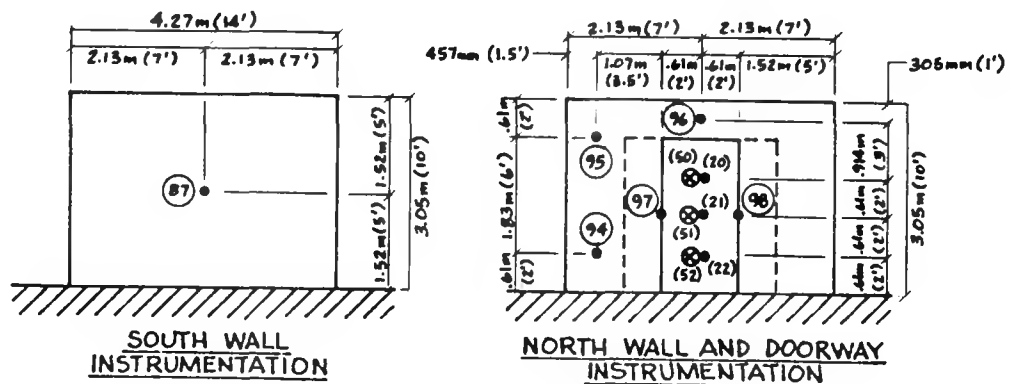 4.27m (14')
2.13m (7')
2.13m (7')
1.52m (5')
1.52m (5')
3.05m (10')
87
SOUTH WALL
INSTRUMENTATION
2.13m (7')
2.13m (7')
457mm (1.5')
1.07m (3.5')
.61m (2')
.61m (2')
1.52m (5')
305mm (1')
.61m (2')
1.83m (6')
.61m (2')
96
95
94
97
98
(50)
(20)
(21)
(51)
(52)
(22)
.914m (3')
.61m (2')
.61m (2')
.61m (2')
3.05m (10')
NORTH WALL AND DOORWAY
INSTRUMENTATION